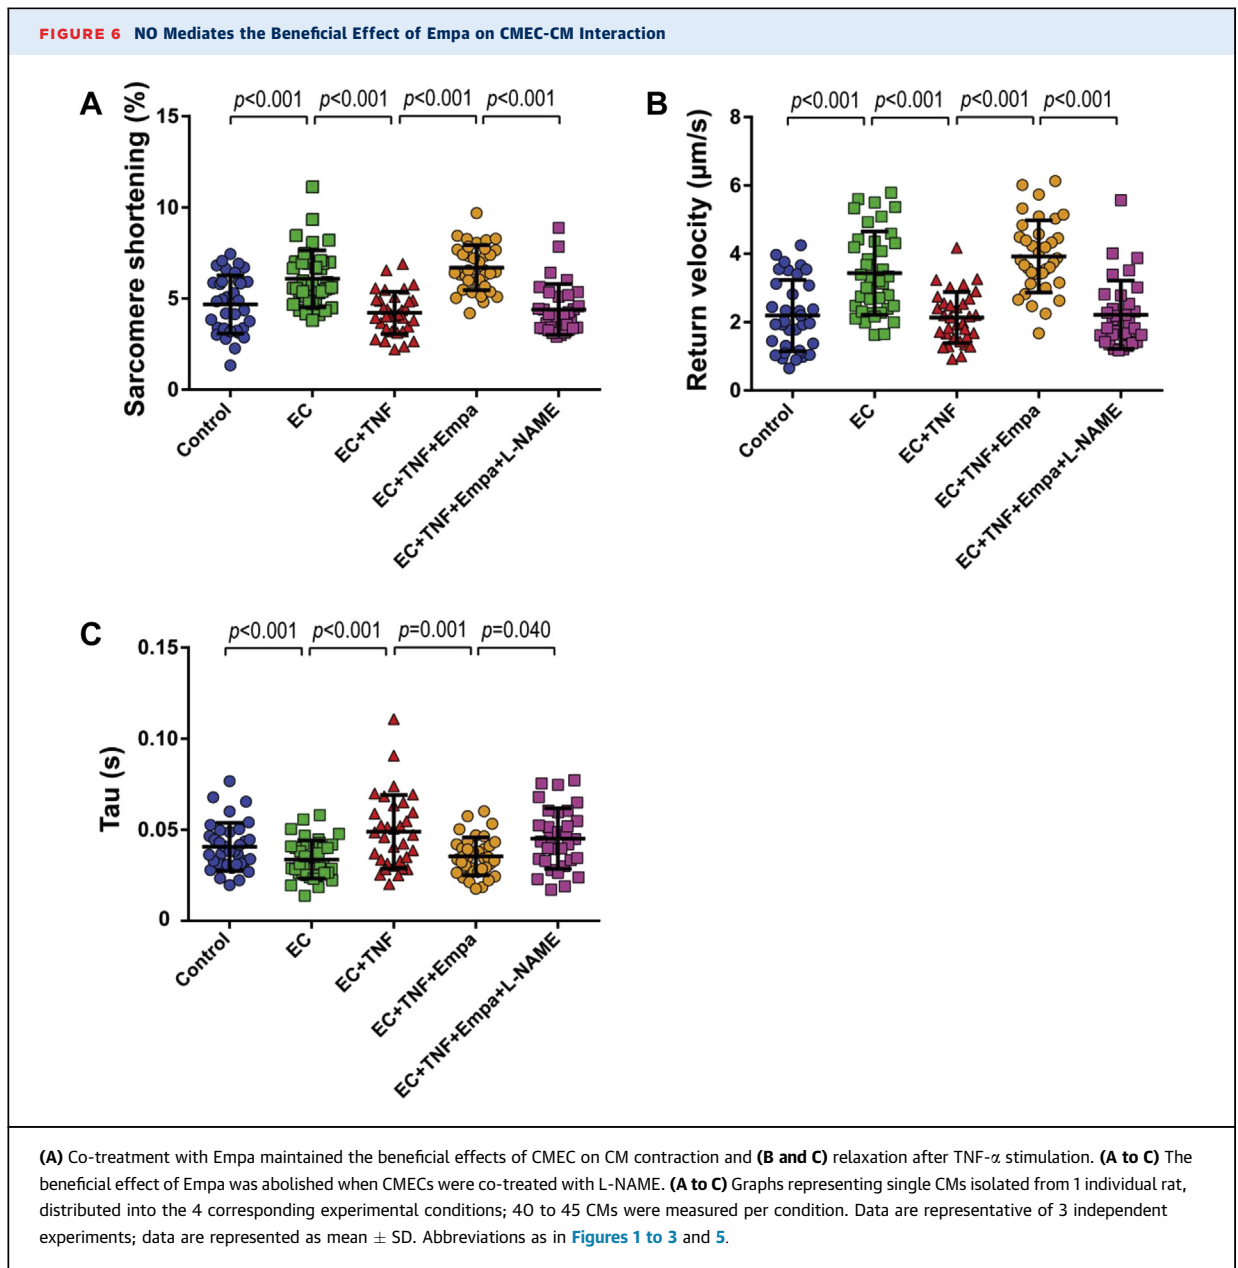 FIGURE 6 NO Mediates the Beneficial Effect of Empa on CMEC-CM Interaction
A
Sarcomere shortening (%)
p<0.001 p<0.001 p<0.001 p<0.001
15
10
5
0
Control
EC
EC+TNF
EC+TNF+Empa
EC+TNF+Empa+L-NAME
B
Return velocity (µm/s)
p<0.001 p<0.001 p<0.001 p<0.001
8
6
4
2
0
Control
EC
EC+TNF
EC+TNF+Empa
EC+TNF+Empa+L-NAME
C
Tau (s)
p<0.001 p<0.001 p=0.001 p=0.040
0.15
0.10
0.05
0
Control
EC
EC+TNF
EC+TNF+Empa
EC+TNF+Empa+L-NAME
(A) Co-treatment with Empa maintained the beneficial effects of CMEC on CM contraction and (B and C) relaxation after TNF-α stimulation. (A to C) The
beneficial effect of Empa was abolished when CMECs were co-treated with L-NAME. (A to C) Graphs representing single CMs isolated from 1 individual rat,
distributed into the 4 corresponding experimental conditions; 40 to 45 CMs were measured per condition. Data are representative of 3 independent
experiments; data are represented as mean ± SD. Abbreviations as in Figures 1 to 3 and 5.